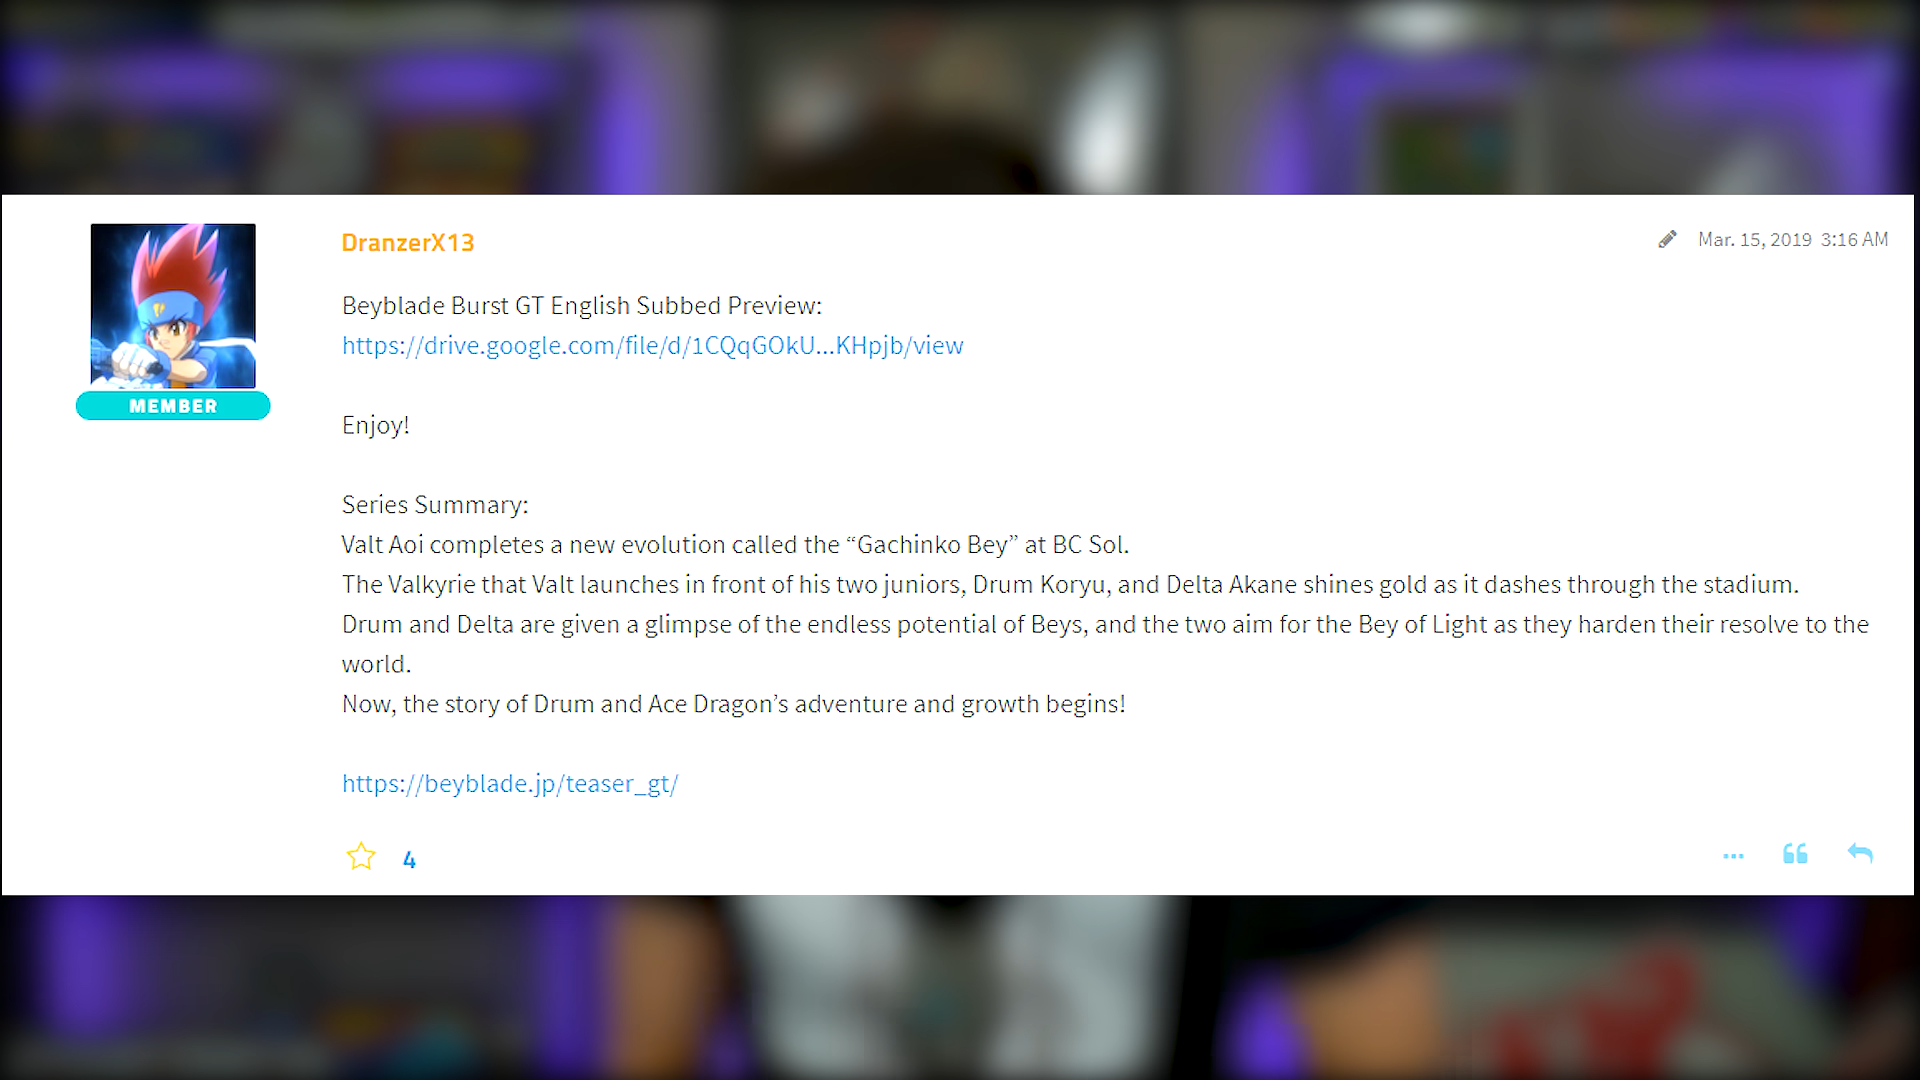 DranzerX13
Mar. 15, 2019 3:16 AM
Beyblade Burst GT English Subbed Preview:
https://drive.google.com/file/d/1CQqGOkU...KHpjb/view
MEMBER
Enjoy!
Series Summary:
Valt Aoi completes a new evolution called the “Gachinko Bey” at BC Sol.
The Valkyrie that Valt launches in front of his two juniors, Drum Koryu, and Delta Akane shines gold as it dashes through the stadium.
Drum and Delta are given a glimpse of the endless potential of Beys, and the two aim for the Bey of Light as they harden their resolve to the
world.
Now, the story of Drum and Ace Dragon’s adventure and growth begins!
https://beyblade.jp/teaser_gt/
4